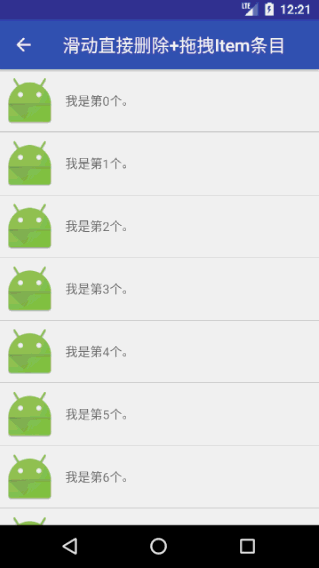 LTE 12:21
滑动直接删除+拖拽Item条目
我是第0个。
我是第1个。
我是第2个。
我是第3个。
我是第4个。
我是第5个。
我是第6个。